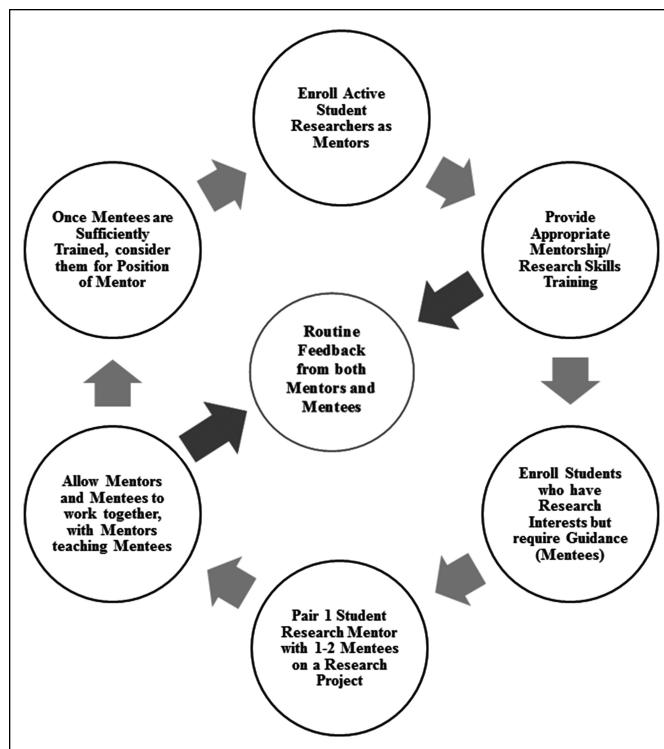 Enroll Active
Student
Researchers as
Mentors
Provide
Appropriate
Mentorship/
Research Skills
Training
Enroll Students
who have
Research
Interests but
require Guidance
(Mentees)
Pair 1 Student
Research Mentor
with 1-2 Mentees
on a Research
Project
Allow Mentors
and Mentees to
work together,
with Mentors
teaching Mentees
Once Mentees are
Sufficiently
Trained, consider
them for Position
of Mentor
Routine
Feedback
from both
Mentors and
Mentees